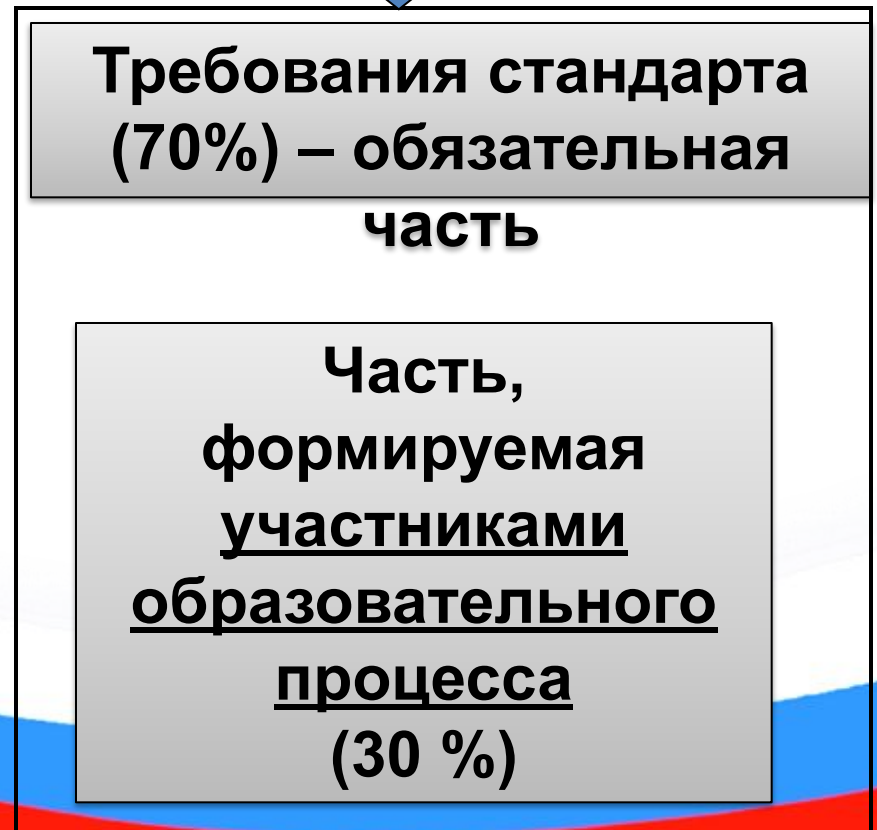 Требования стандарта
(70%) – обязательная
часть
Часть,
формируемая
участниками
образовательного
процесса
(30 %)